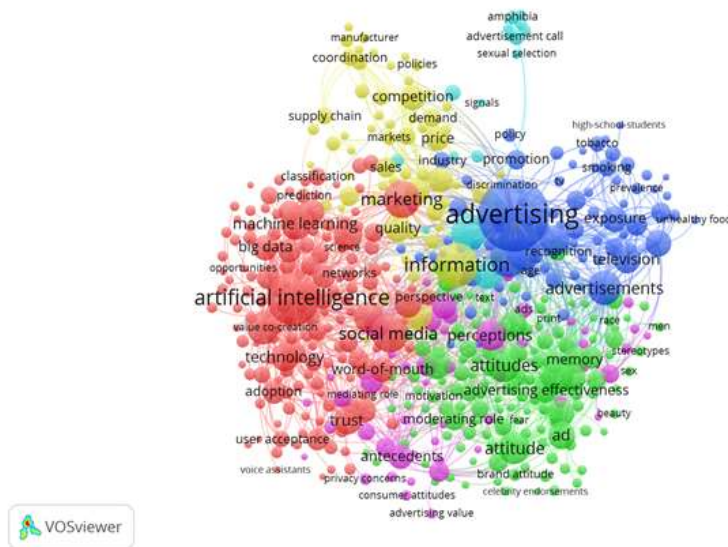 amphibia
advertisement call
sexual selection
manufacturer
coordination
policies
competition
signals
supply chain
demand
markets
price
policy
high-school-students
tobacco
industry
promotion
smoking
classification
sales
discrimination
tv
prevalence
prediction
marketing
advertising
exposure
unhealthy food
machine learning
quality
big data
science
recognition
television
opportunities
networks
information
age
artificial intelligence
perspective
text
advertisements
ads
value co-creation
social media
perceptions
print
race
men
technology
word-of-mouth
attitudes
memory
stereotypes
sex
adoption
mediating role
motivation
advertising effectiveness
trust
moderating role
fear
beauty
user acceptance
attitude
ad
antecedents
voice assistants
privacy concerns
brand attitude
consumer attitudes
celebrity endorsements
advertising value
VOSviewer